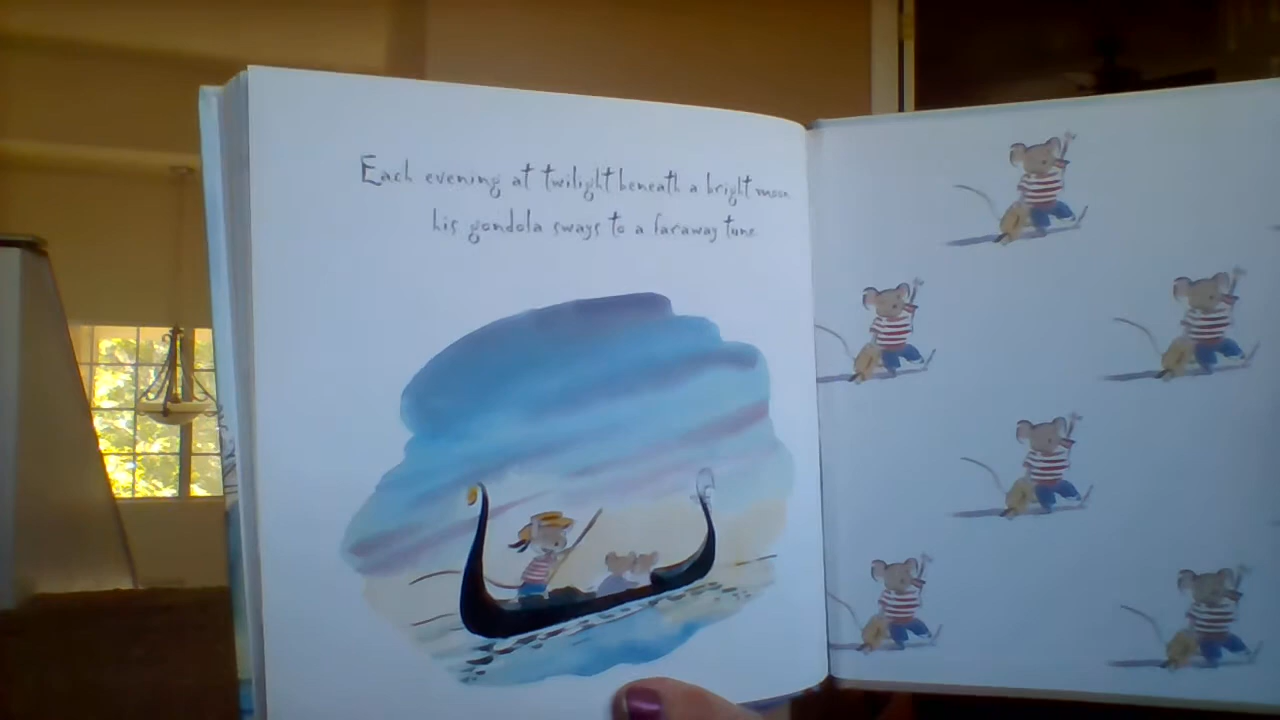 Each evening at twilight beneath a bright moon
his gondola sways to a faraway tune